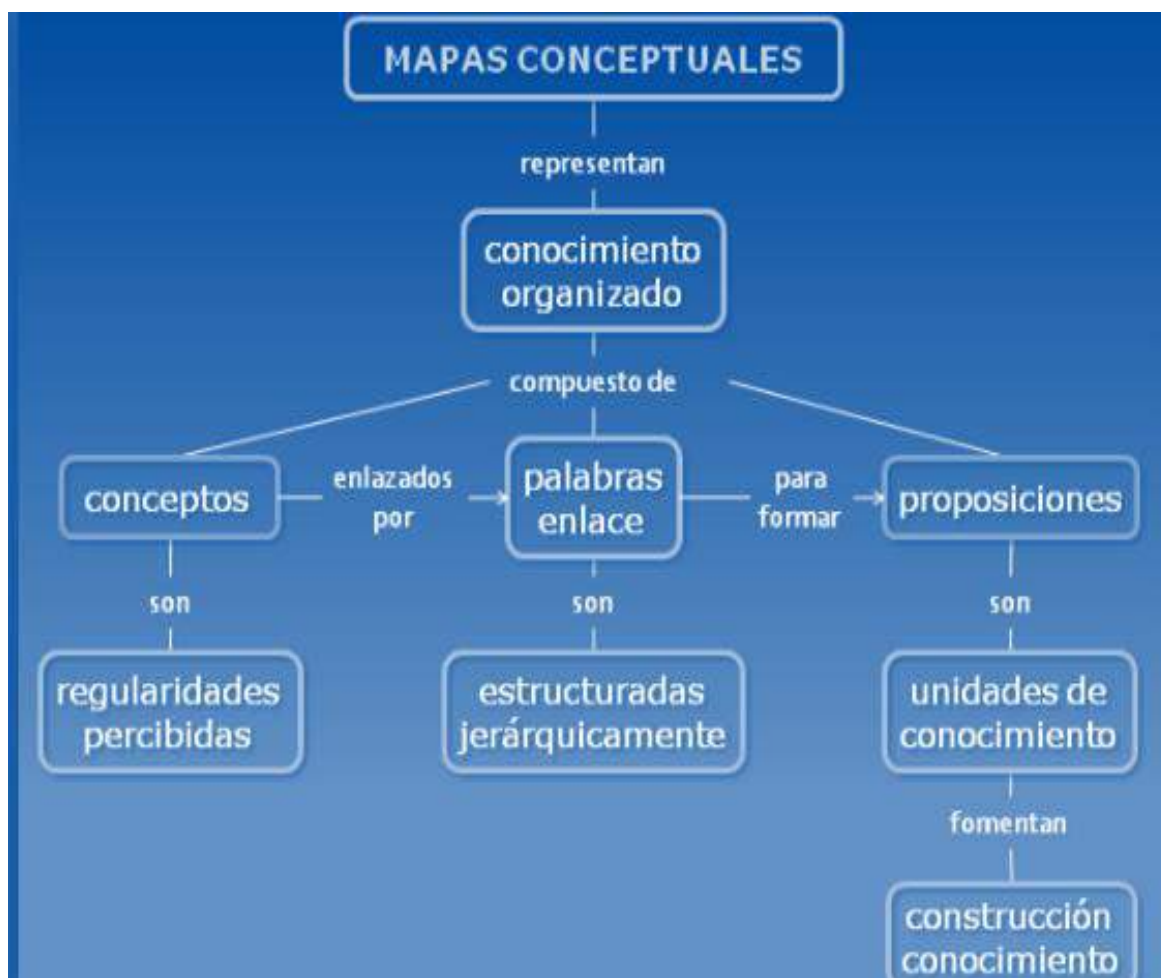 MAPAS CONCEPTUALES
representan
conocimiento
organizado
compuesto de
conceptos
enlazados
por
palabras
enlace
para
formar
proposiciones
son
son
son
regularidades
percibidas
estructuradas
jerárquicamente
unidades de
conocimiento
fomentan
construcción
conocimiento